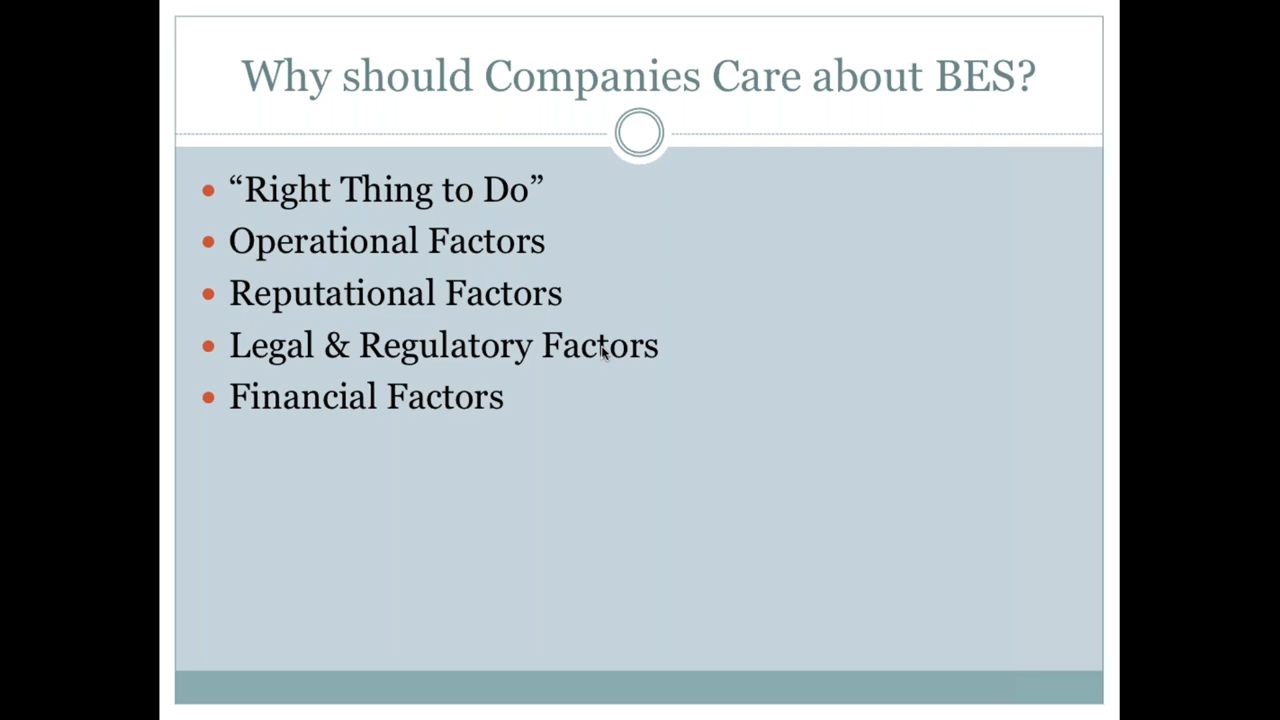 Why should Companies Care about BES?
“Right Thing to Do”
Operational Factors
Reputational Factors
Legal & Regulatory Factors
Financial Factors